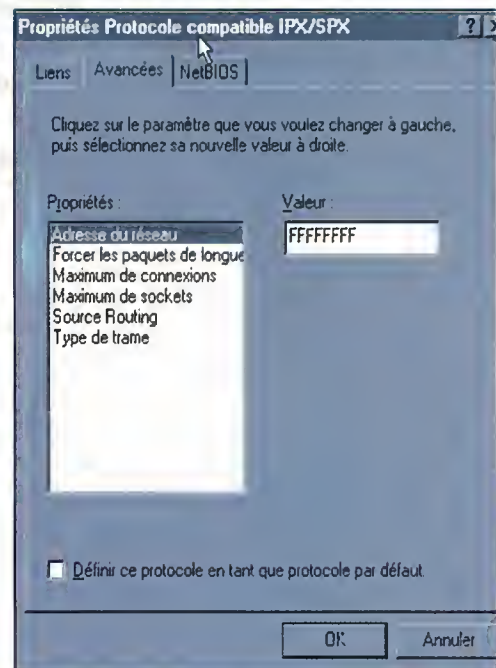 Propriétés Protocole compatible IPX/SPX ?
Liens Avancées NetBIOS
Cliquez sur le paramètre que vous voulez changer à gauche,
puis sélectionnez sa nouvelle valeur à droite.
Propriétés : Valeur :
Adresse du réseau FFFFFFFF
Forcer les paquets de longue
Maximum de connexions
Maximum de sockets
Source Routing
Type de trame
Définir ce protocole en tant que protocole par défaut.
OK Annuler